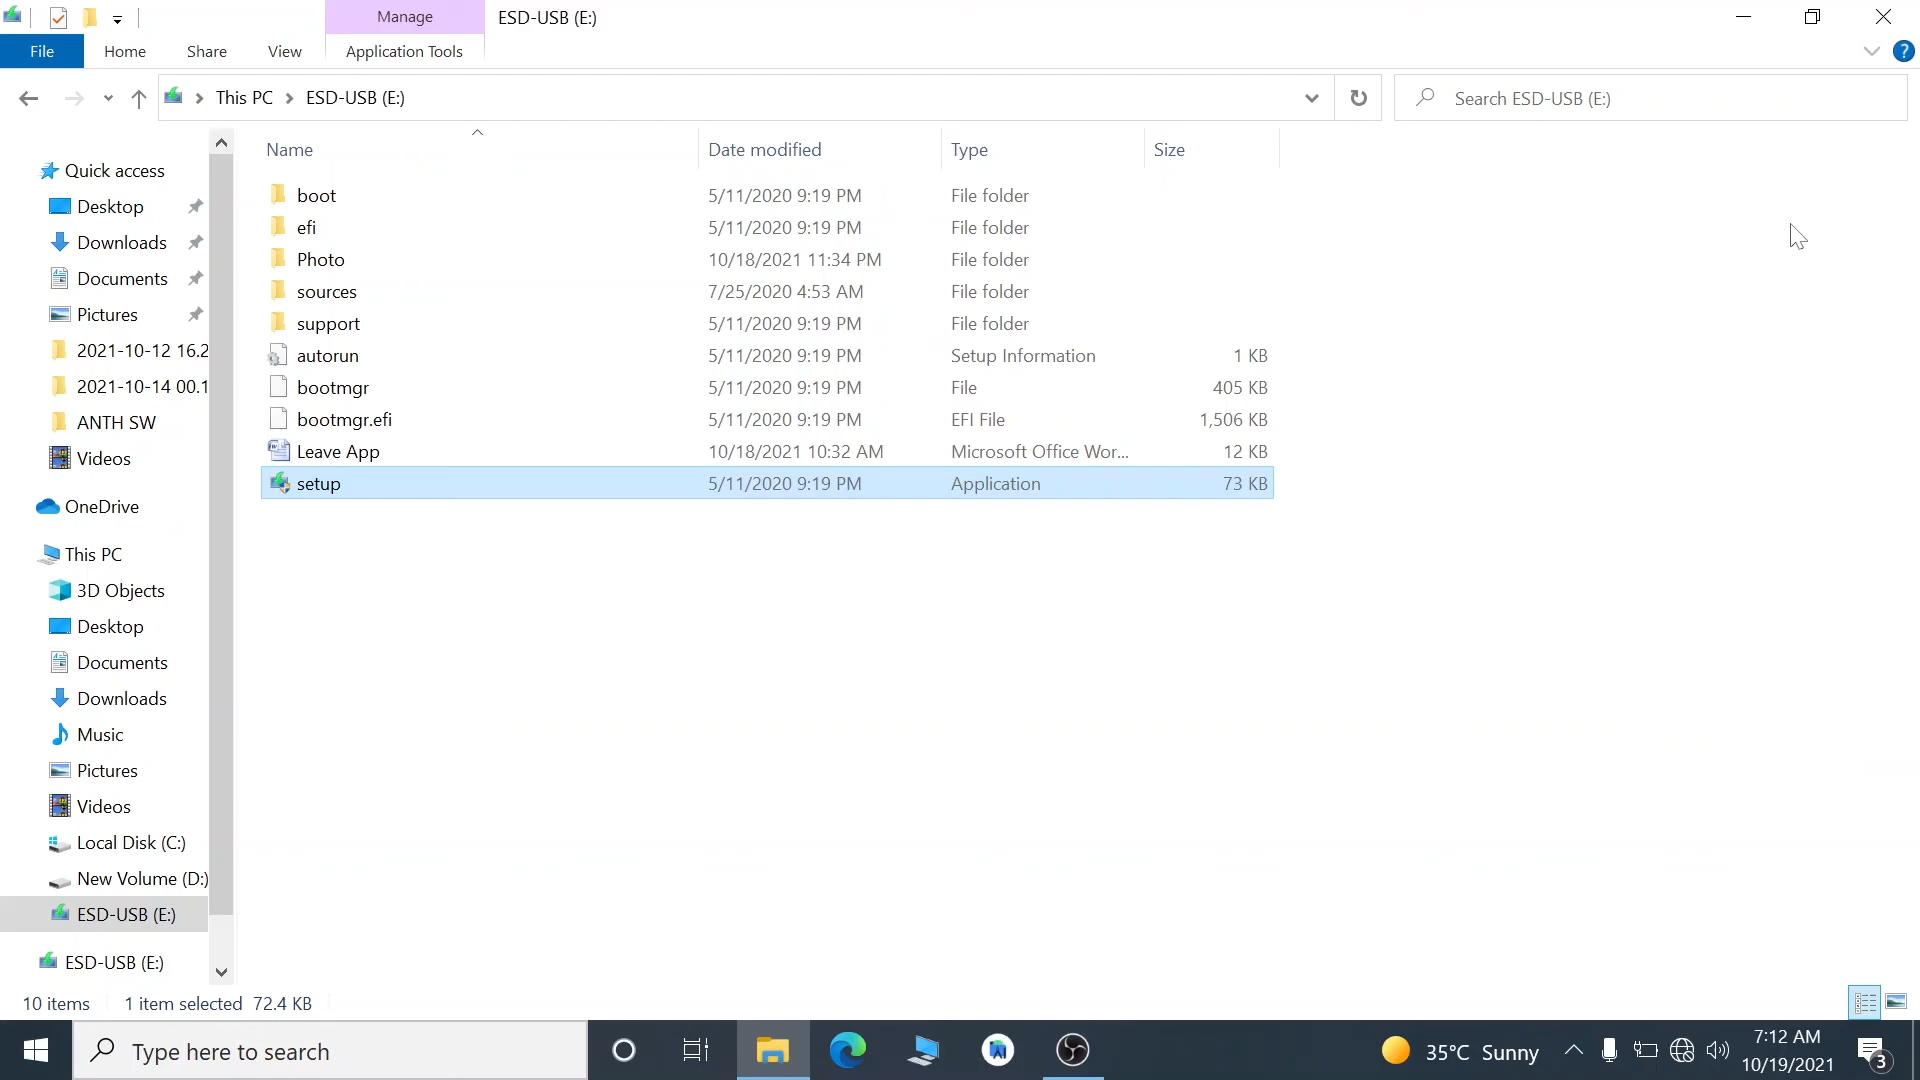 Manage
ESD-USB (E:)
File
Home
Share
View
Application Tools
?
This PC
ESD-USB (E:)
Search ESD-USB (E:)
Name
Date modified
Type
Size
boot
5/11/2020 9:19 PM
File folder
efi
5/11/2020 9:19 PM
File folder
Photo
10/18/2021 11:34 PM
File folder
sources
7/25/2020 4:53 AM
File folder
support
5/11/2020 9:19 PM
File folder
autorun
5/11/2020 9:19 PM
Setup Information
1 KB
bootmgr
5/11/2020 9:19 PM
File
405 KB
bootmgr.efi
5/11/2020 9:19 PM
EFI File
1,506 KB
Leave App
10/18/2021 10:32 AM
Microsoft Office Wor...
12 KB
setup
5/11/2020 9:19 PM
Application
73 KB
Quick access
Desktop
Downloads
Documents
Pictures
2021-10-12 16.2
2021-10-14 00.1
ANTH SW
Videos
OneDrive
This PC
3D Objects
Desktop
Documents
Downloads
Music
Pictures
Videos
Local Disk (C:)
New Volume (D:)
ESD-USB (E:)
ESD-USB (E:)
10 items
1 item selected 72.4 KB
Type here to search
35°C Sunny
7:12 AM
10/19/2021
3